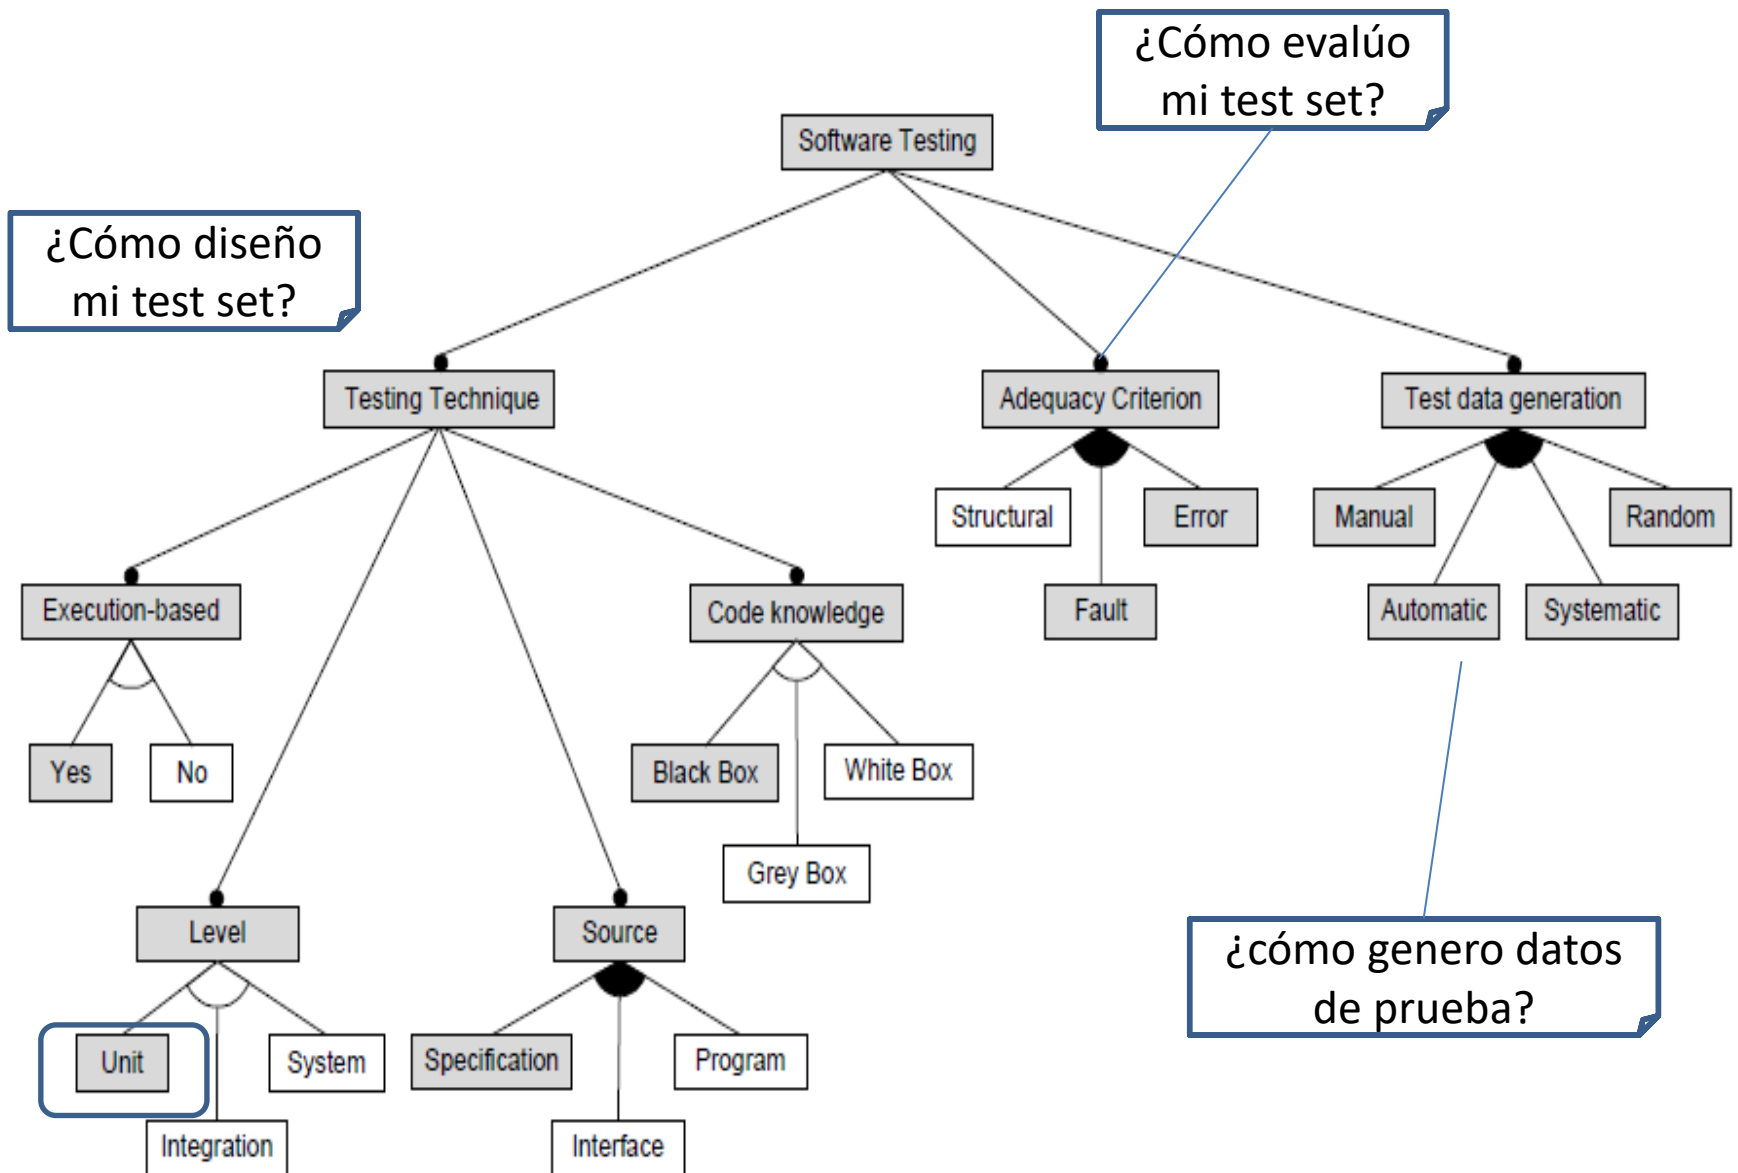 ¿Cómo evalúo
mi test set?
Software Testing
¿Cómo diseño
mi test set?
Testing Technique
Adequacy Criterion
Test data generation
Structural
Error
Manual
Random
Execution-based
Code knowledge
Fault
Automatic
Systematic
Yes
No
Black Box
White Box
Grey Box
Level
Source
¿cómo genero datos
de prueba?
Unit
System
Specification
Program
Integration
Interface